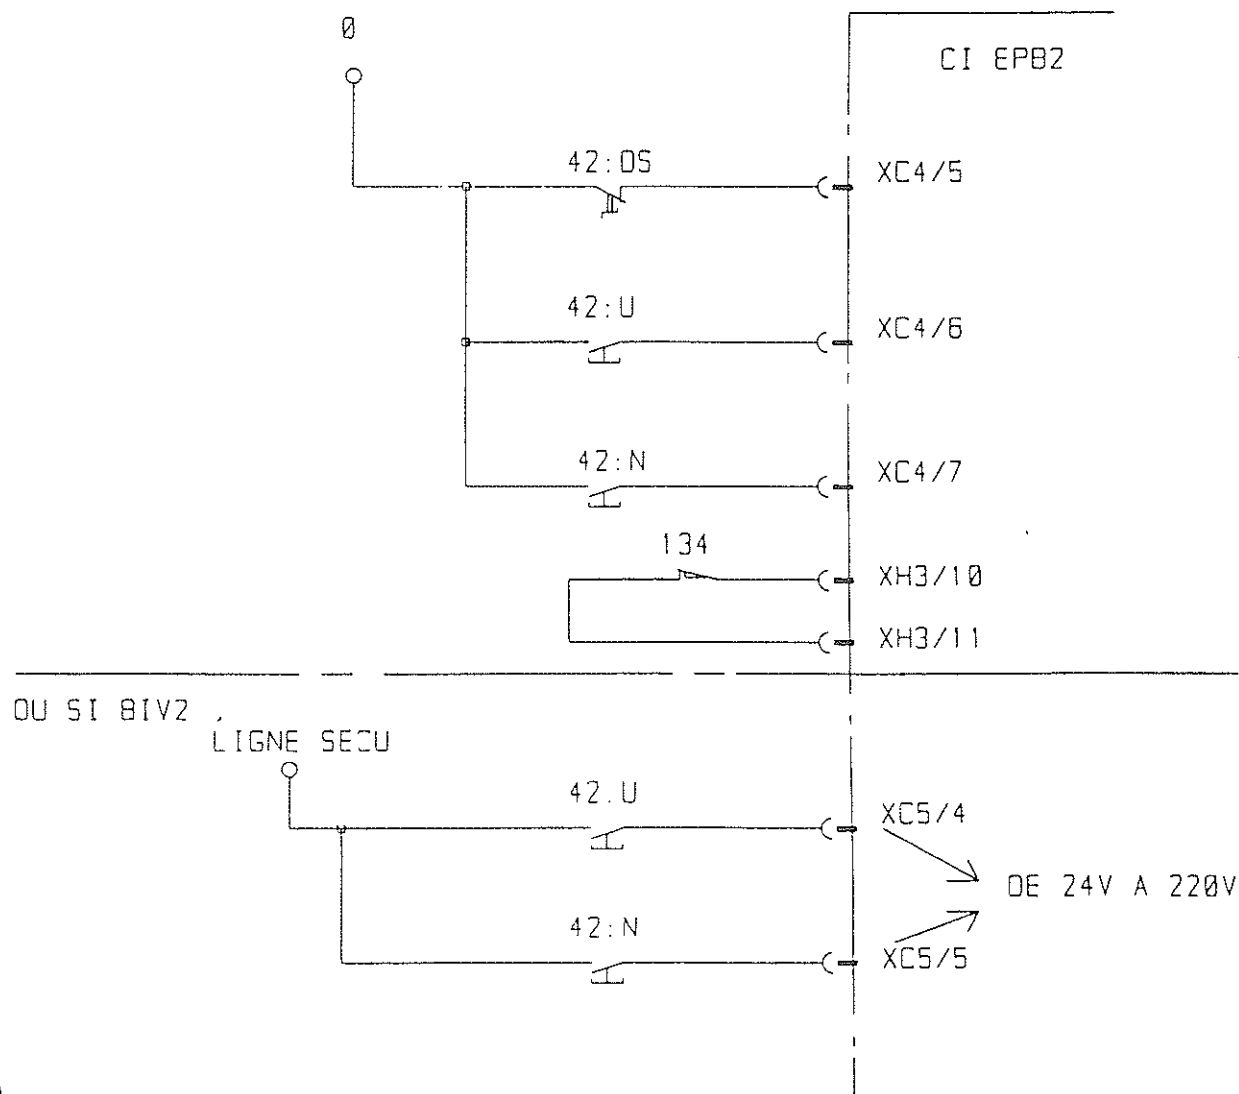 0
CI EPB2
42:DS
XC4/5
42:U
XC4/6
42:N
XC4/7
134
XH3/10
XH3/11
OU SI BIV2
LIGNE SECU
42.U
XC5/4
DE 24V A 220V
42:N
XC5/5